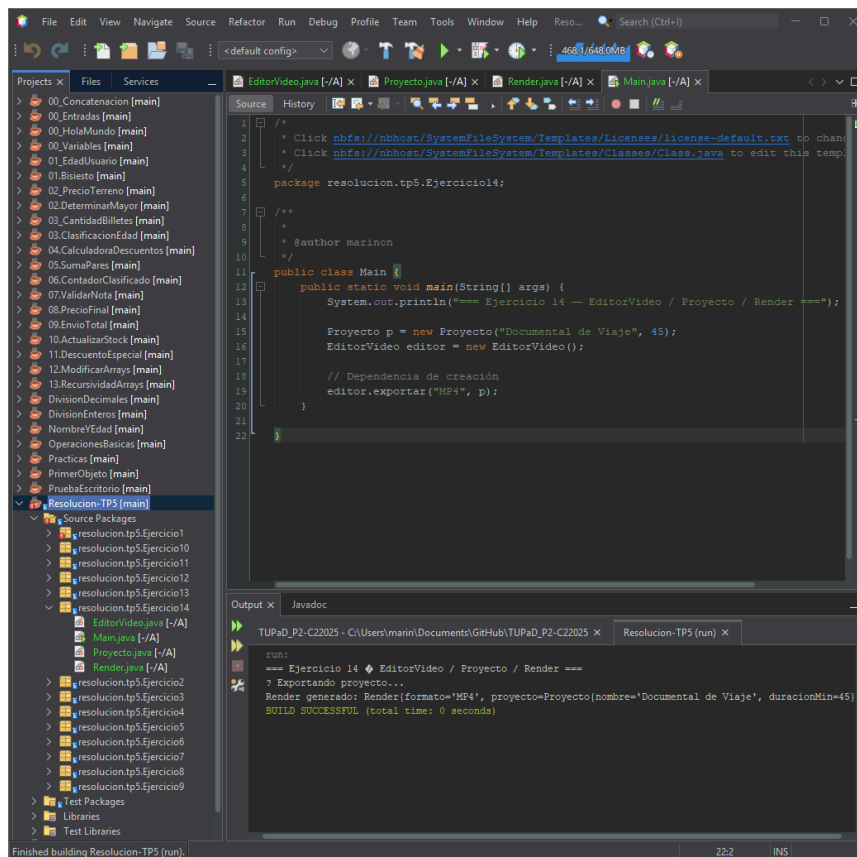 File Edit View Navigate Source Refactor Run Debug Profile Team Tools Window Help Reso... Search (Ctrl+I)
<default config> 468,1/648,0MB
Projects Files Services
00_Concatenacion [main]
00_Entradas [main]
00_HolaMundo [main]
00_Variables [main]
01_EdadUsuario [main]
01.Bisiesto [main]
02_PrecioTerreno [main]
02.DeterminarMayor [main]
03_CantidadBilletes [main]
03.ClasificacionEdad [main]
04.CalculadoraDescuentos [main]
05.SumaPares [main]
06.ContadorClasificado [main]
07.ValidarNota [main]
08.PrecioFinal [main]
09.EnvioTotal [main]
10.ActualizarStock [main]
11.DescuentoEspecial [main]
12.ModificarArrays [main]
13.RecursividadArrays [main]
DivisionDecimales [main]
DivisionEnteros [main]
NombreYEdad [main]
OperacionesBasicas [main]
Practicas [main]
PrimerObjeto [main]
PruebaEscritorio [main]
Resolucion-TP5 [main]
Source Packages
resolucion.tp5.Ejercicio1
resolucion.tp5.Ejercicio10
resolucion.tp5.Ejercicio11
resolucion.tp5.Ejercicio12
resolucion.tp5.Ejercicio13
resolucion.tp5.Ejercicio14
EditorVideo.java [-/A]
Main.java [-/A]
Proyecto.java [-/A]
Render.java [-/A]
resolucion.tp5.Ejercicio2
resolucion.tp5.Ejercicio3
resolucion.tp5.Ejercicio4
resolucion.tp5.Ejercicio5
resolucion.tp5.Ejercicio6
resolucion.tp5.Ejercicio7
resolucion.tp5.Ejercicio8
resolucion.tp5.Ejercicio9
Test Packages
Libraries
Test Libraries
EditorVideo.java [-/A] Proyecto.java [-/A] Render.java [-/A] Main.java [-/A]
Source History
1 /*
2 * Click nbfs://nbhost/SystemFileSystem/Templates/Licenses/license-default.txt to chan
3 * Click nbfs://nbhost/SystemFileSystem/Templates/Classes/Class.java to edit this temp
4 */
5 package resolucion.tp5.Ejercicio14;
6
7 /**
8 *
9 * @author marinon
10 */
11 public class Main {
12 public static void main(String[] args) {
13 System.out.println("=== Ejercicio 14 — EditorVideo / Proyecto / Render ===");
14
15 Proyecto p = new Proyecto("Documental de Viaje", 45);
16 EditorVideo editor = new EditorVideo();
17
18 // Dependencia de creación
19 editor.exportar("MP4", p);
20 }
21
22 }
Output Javadoc
TUPaD_P2-C22025 - C:\Users\marin\Documents\GitHub\TUPaD_P2-C22025 Resolucion-TP5 (run)
run:
=== Ejercicio 14 � EditorVideo / Proyecto / Render ===
? Exportando proyecto...
Render generado: Render{formato='MP4', proyecto=Proyecto{nombre='Documental de Viaje', duracionMin=45}
BUILD SUCCESSFUL (total time: 0 seconds)
Finished building Resolucion-TP5 (run). 22:2 INS